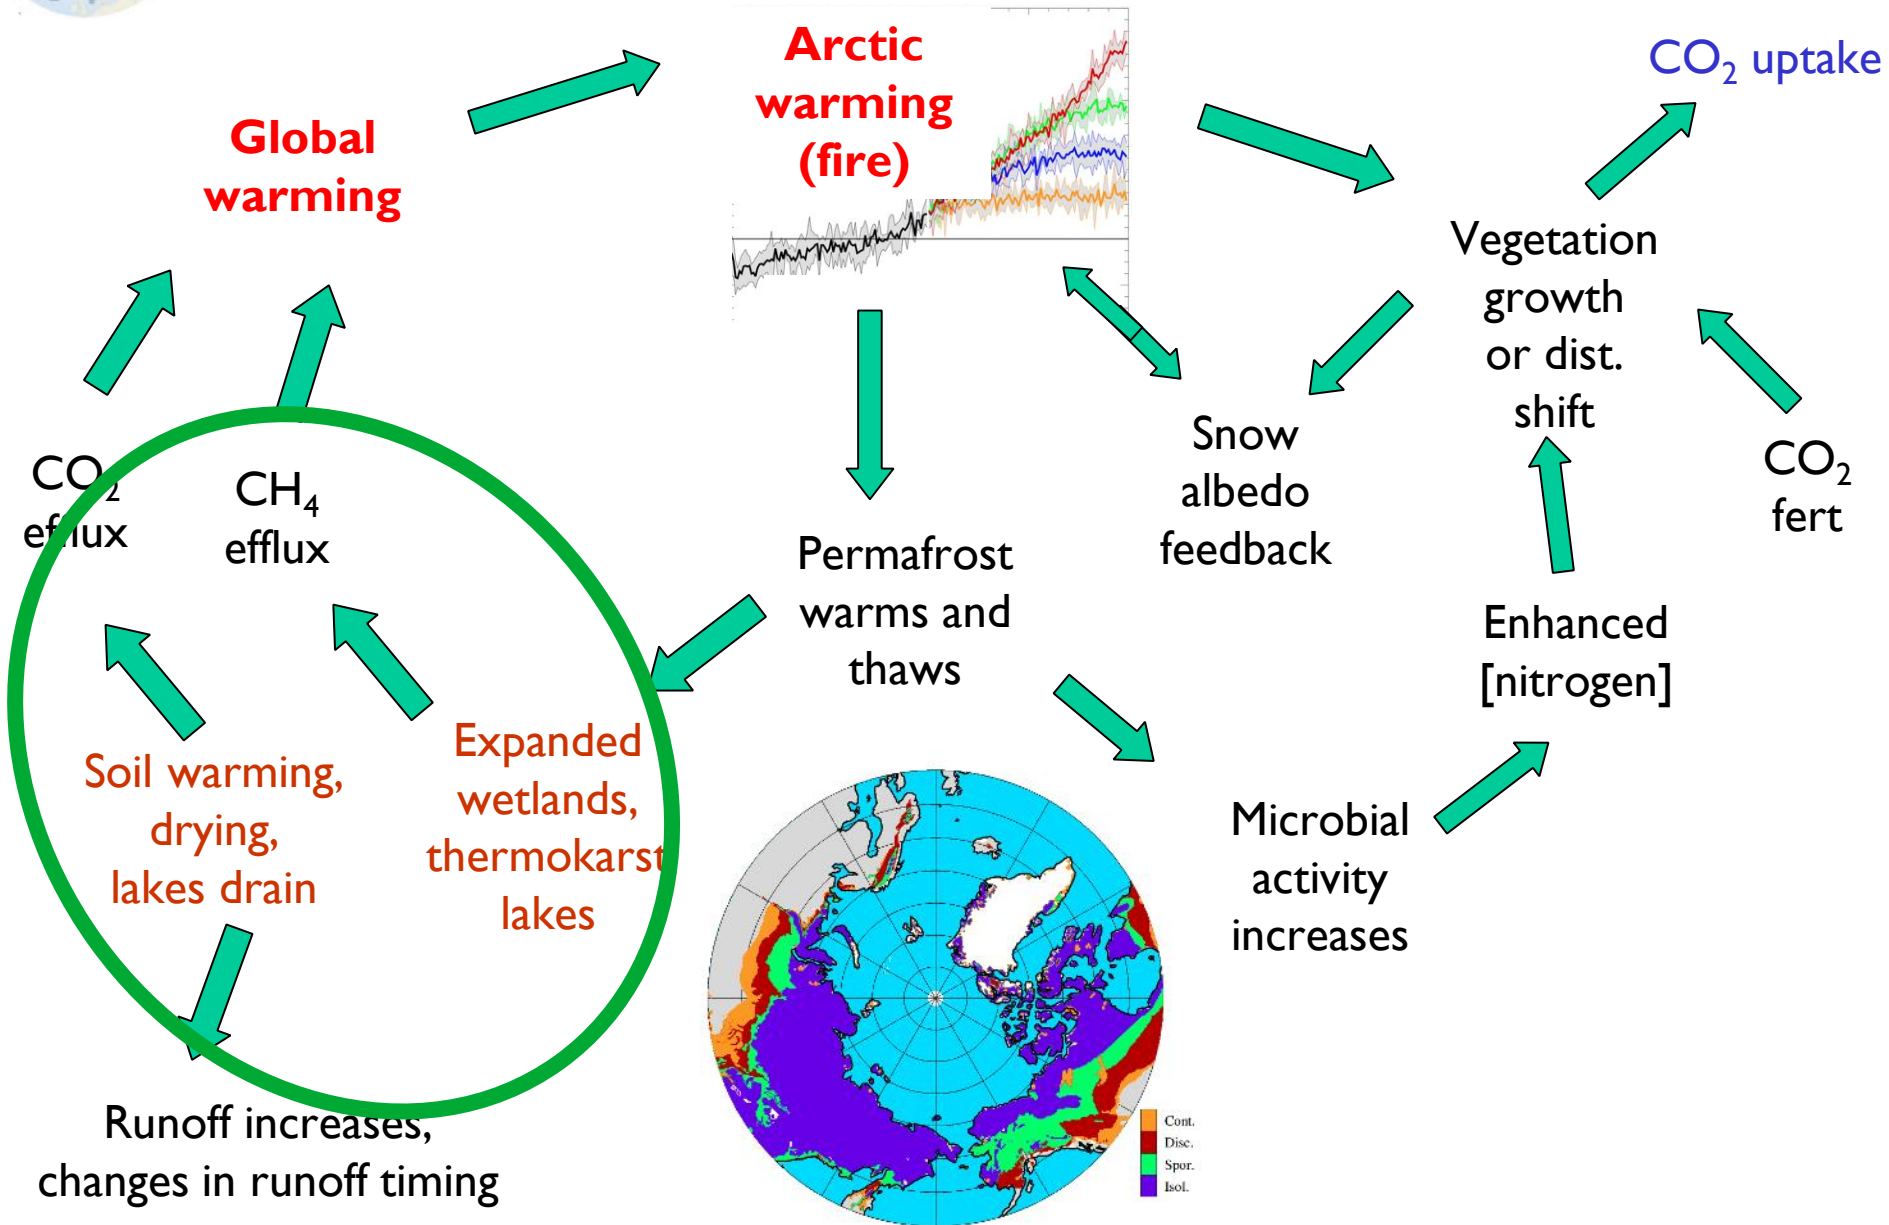 Arctic
warming
(fire)
CO₂ uptake
Global
warming
Vegetation
growth
or dist.
shift
Snow
albedo
feedback
CO₂
fert
CO₂
efflux
CH₄
efflux
Permafrost
warms and
thaws
Enhanced
[nitrogen]
Soil warming,
drying,
lakes drain
Expanded
wetlands,
thermokarst
lakes
Microbial
activity
increases
Runoff increases,
changes in runoff timing
Cont.
Disc.
Spor.
Isol.